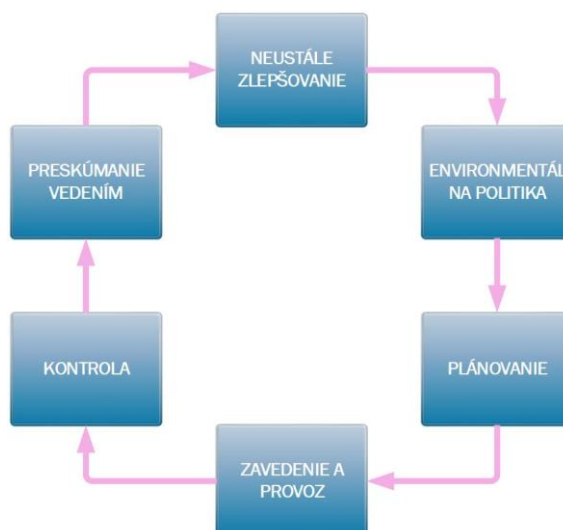 NEUSTÁLE
ZLEPŠOVANIE
ENVIRONMENTÁL
NA POLITIKA
PLÁNOVANIE
ZAVEDENIE A
PROVOZ
KONTROLA
PRESKÚMANIE
VEDENÍM